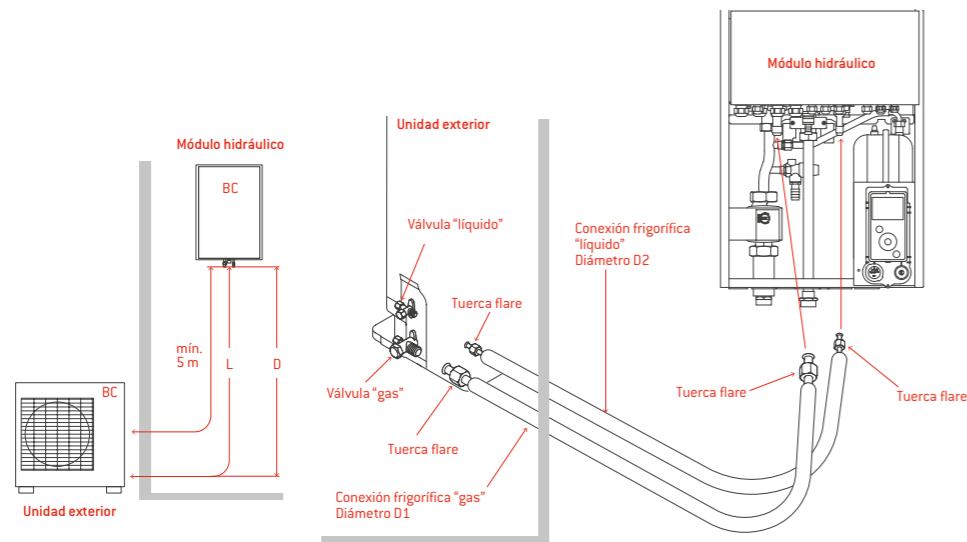 Módulo hidráulico
BC
mín.
5 m
L
D
BC
Unidad exterior
Unidad exterior
Válvula “líquido”
Tuerca flare
Válvula “gas”
Tuerca flare
Conexión frigorífica “gas”
Diámetro D1
Conexión frigorífica
“líquido”
Diámetro D2
Módulo hidráulico
Tuerca flare
Tuerca flare